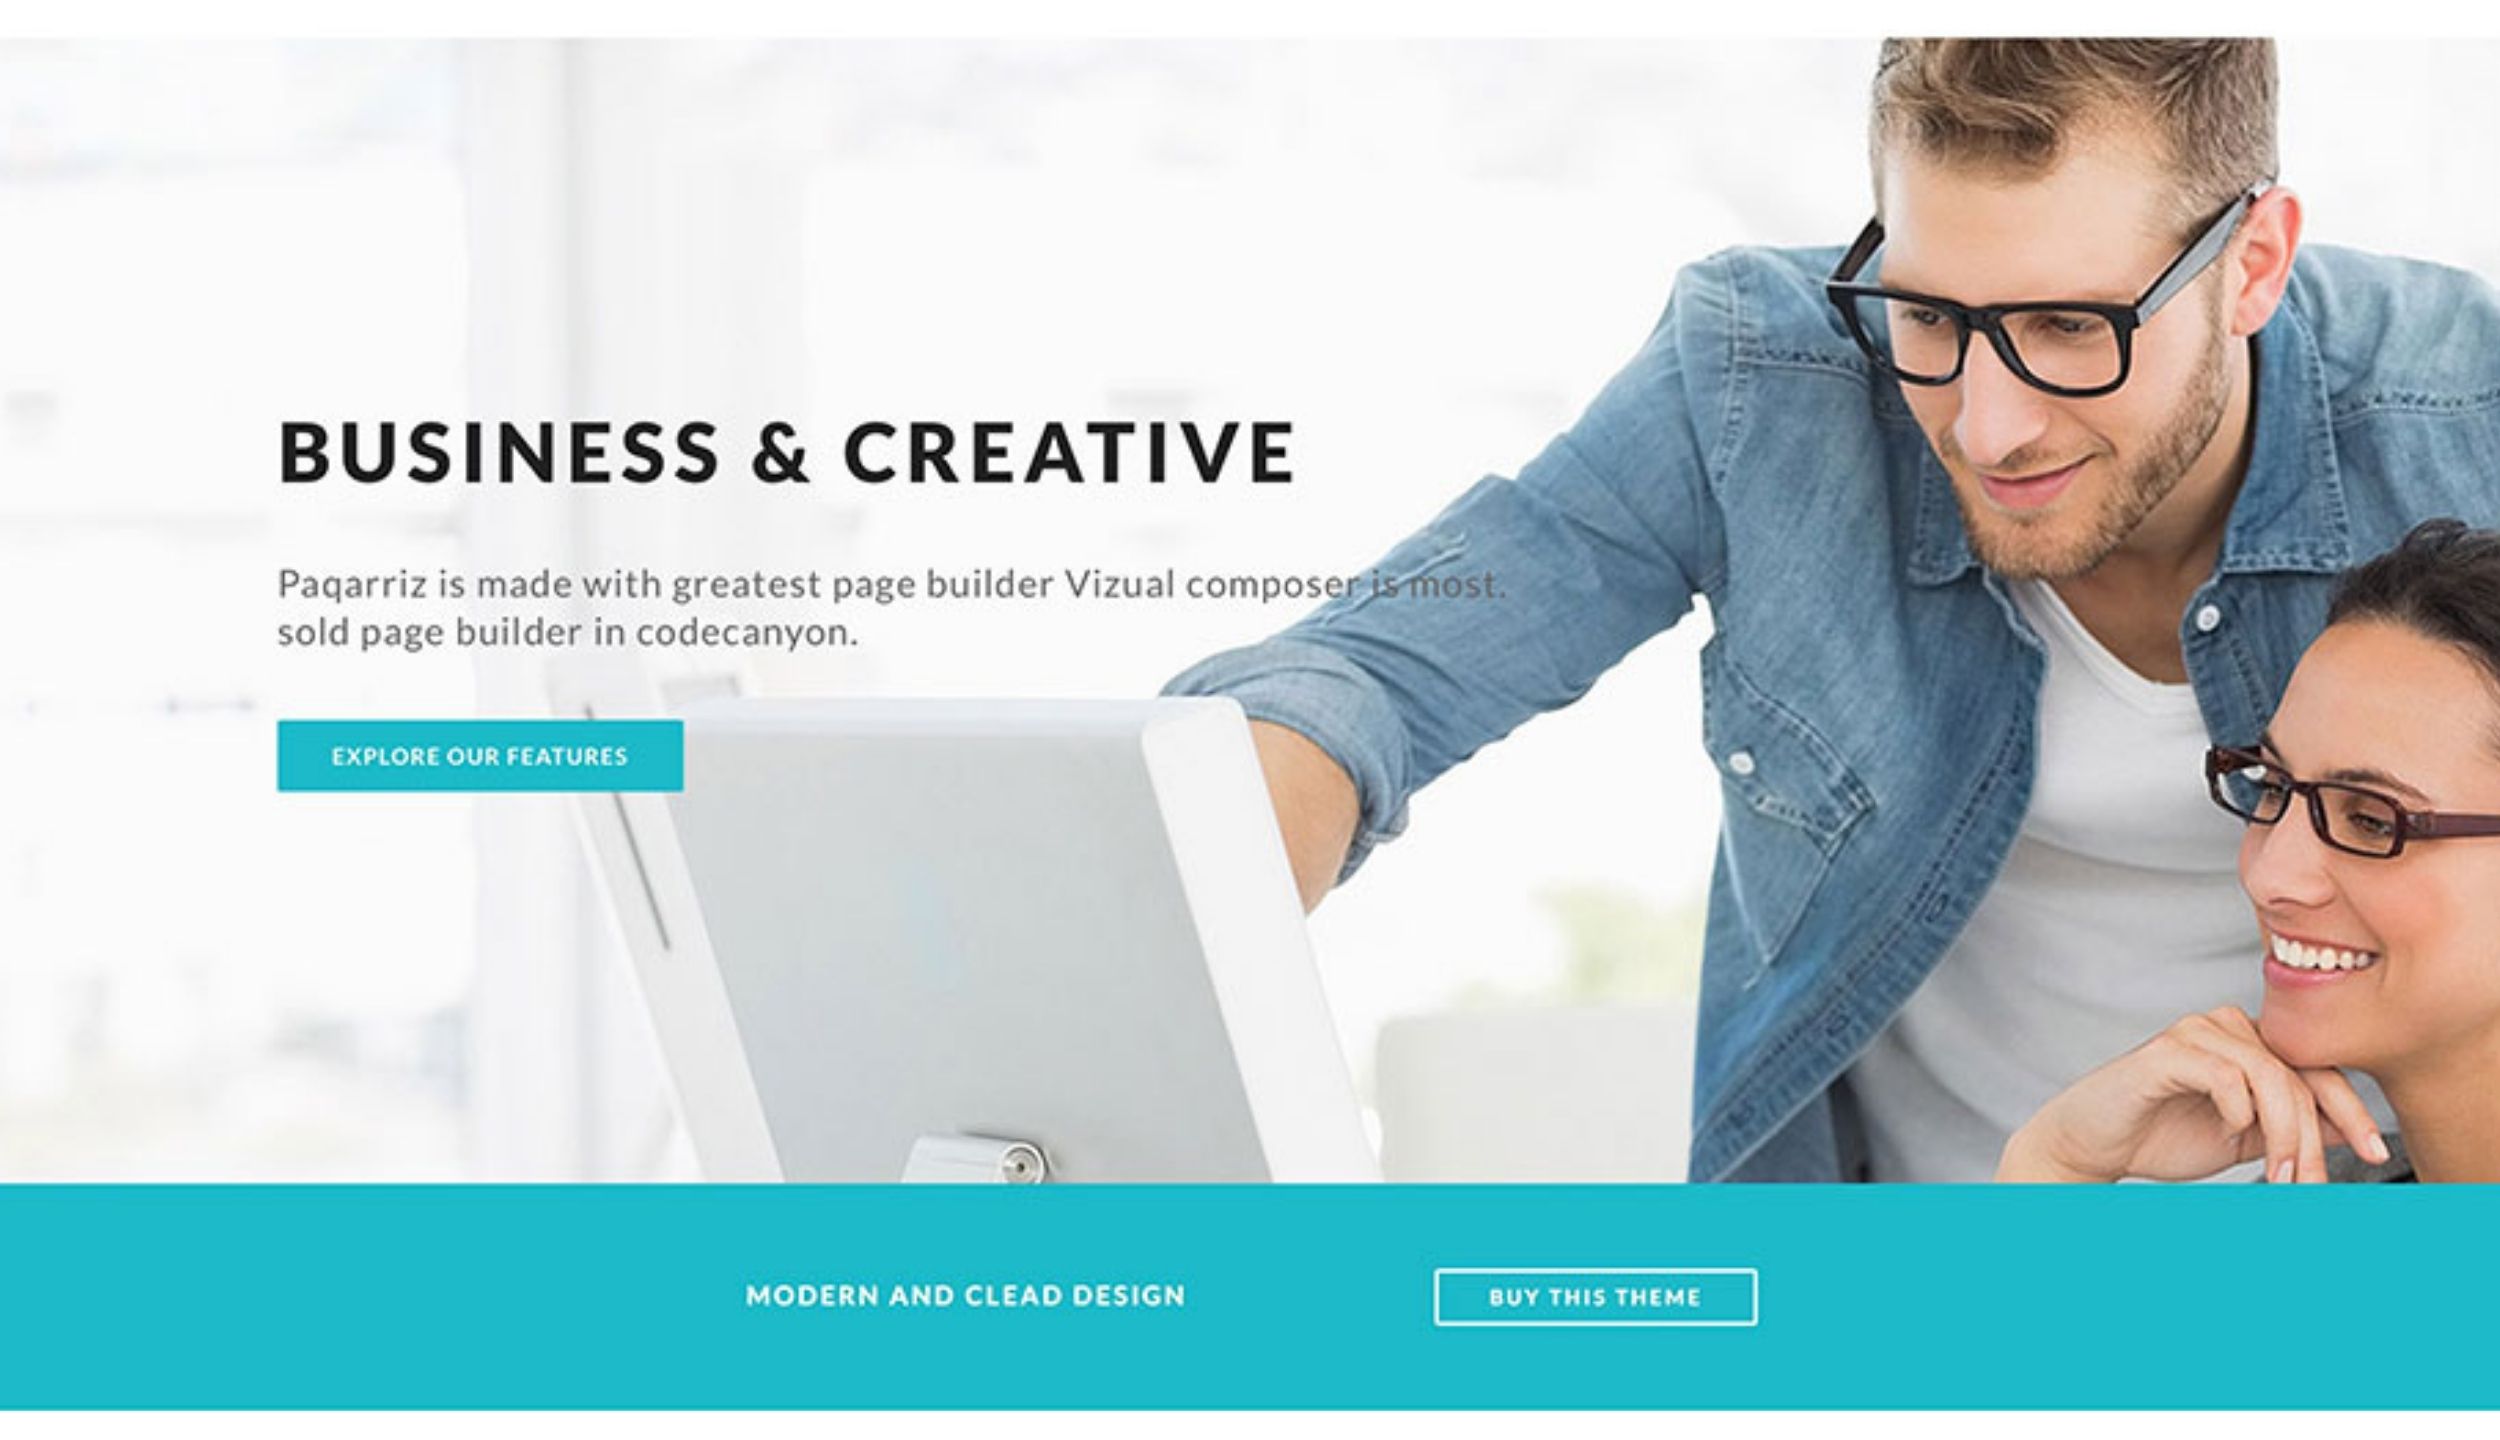 BUSINESS & CREATIVE
Paqarriz is made with greatest page builder Vizual composer is most.
sold page builder in codecanyon.
EXPLORE OUR FEATURES
MODERN AND CLEAD DESIGN
BUY THIS THEME